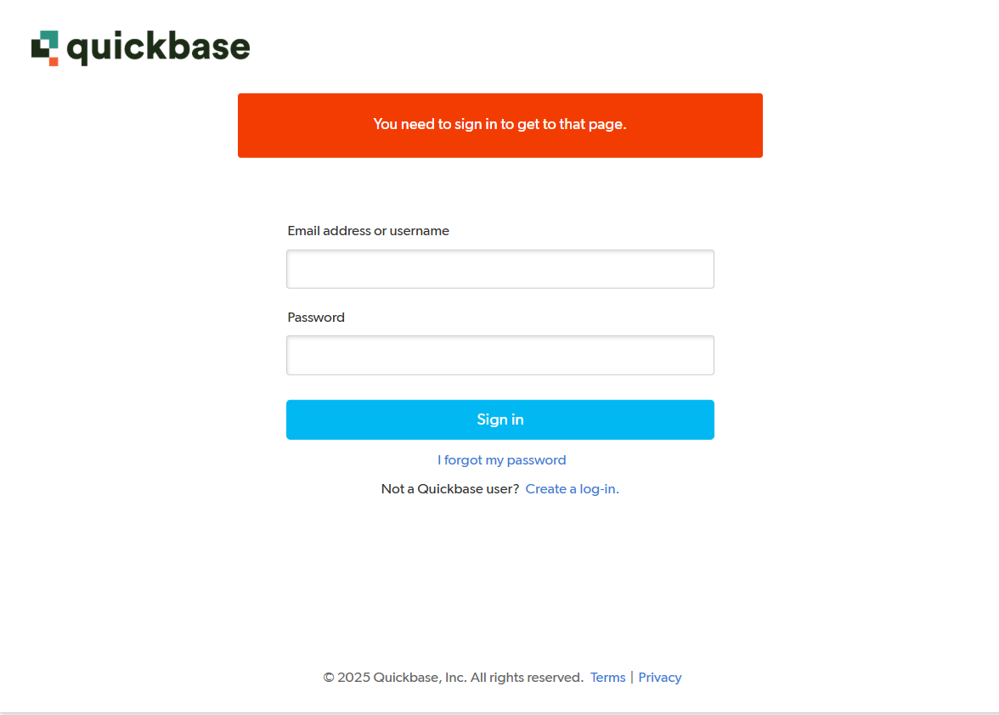 quickbase
You need to sign in to get to that page.
Email address or username
Password
Sign in
I forgot my password
Not a Quickbase user? Create a log-in.
© 2025 Quickbase, Inc. All rights reserved. Terms | Privacy